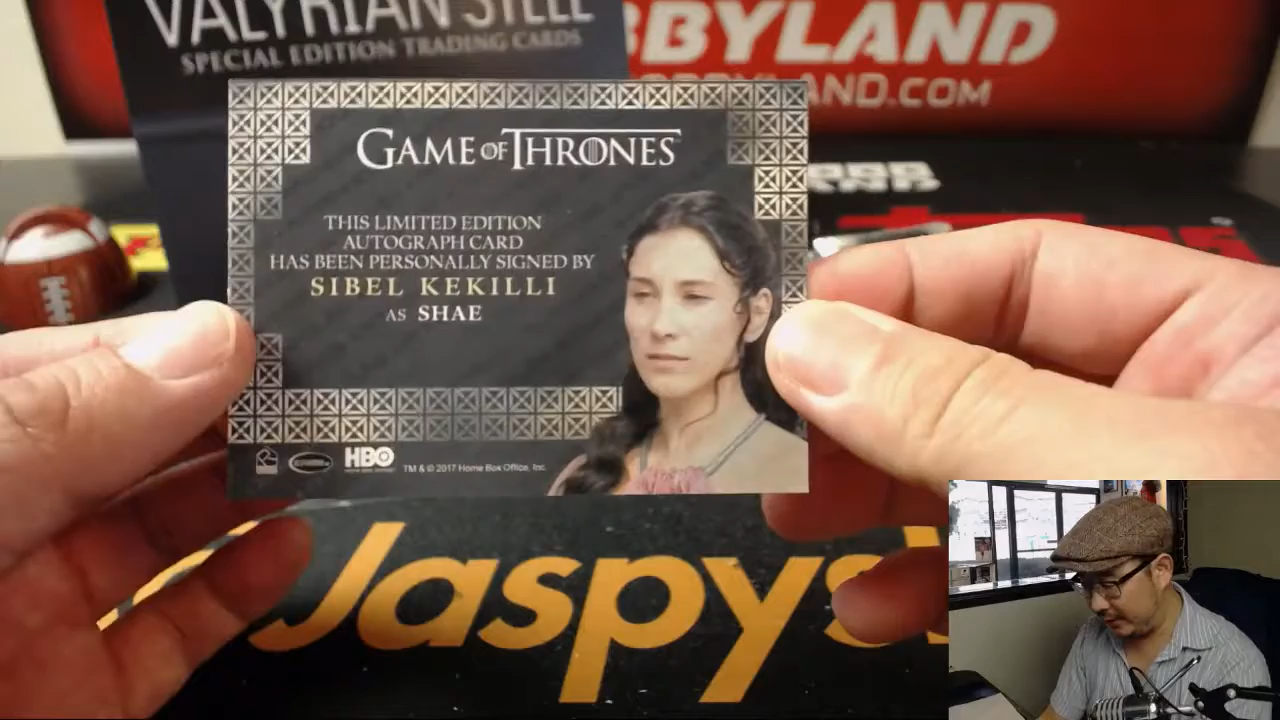 VALYRIAN STEEL
SPECIAL EDITION TRADING CARDS
BBYLAND
OBBYLAND.COM
GAME OF THRONES
THIS LIMITED EDITION
AUTOGRAPH CARD
HAS BEEN PERSONALLY SIGNED BY
SIBEL KEKILLI
AS SHAE
HBO
TM & © 2017 Home Box Office, Inc.
Jaspys